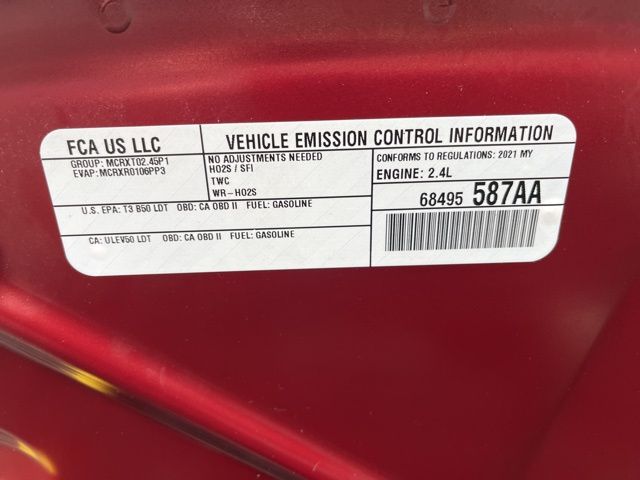 FCA US LLC
GROUP: MCRXT02.45P1
EVAP: MCRXR0106PP3
VEHICLE EMISSION CONTROL INFORMATION
NO ADJUSTMENTS NEEDED
HO2S / SFI
TWC
WR-HO2S
CONFORMS TO REGULATIONS: 2021 MY
ENGINE: 2.4L
U.S. EPA: T3 B50 LDT OBD: CA OBD II FUEL: GASOLINE
CA: ULEV50 LDT OBD: CA OBD II FUEL: GASOLINE
68495 587AA